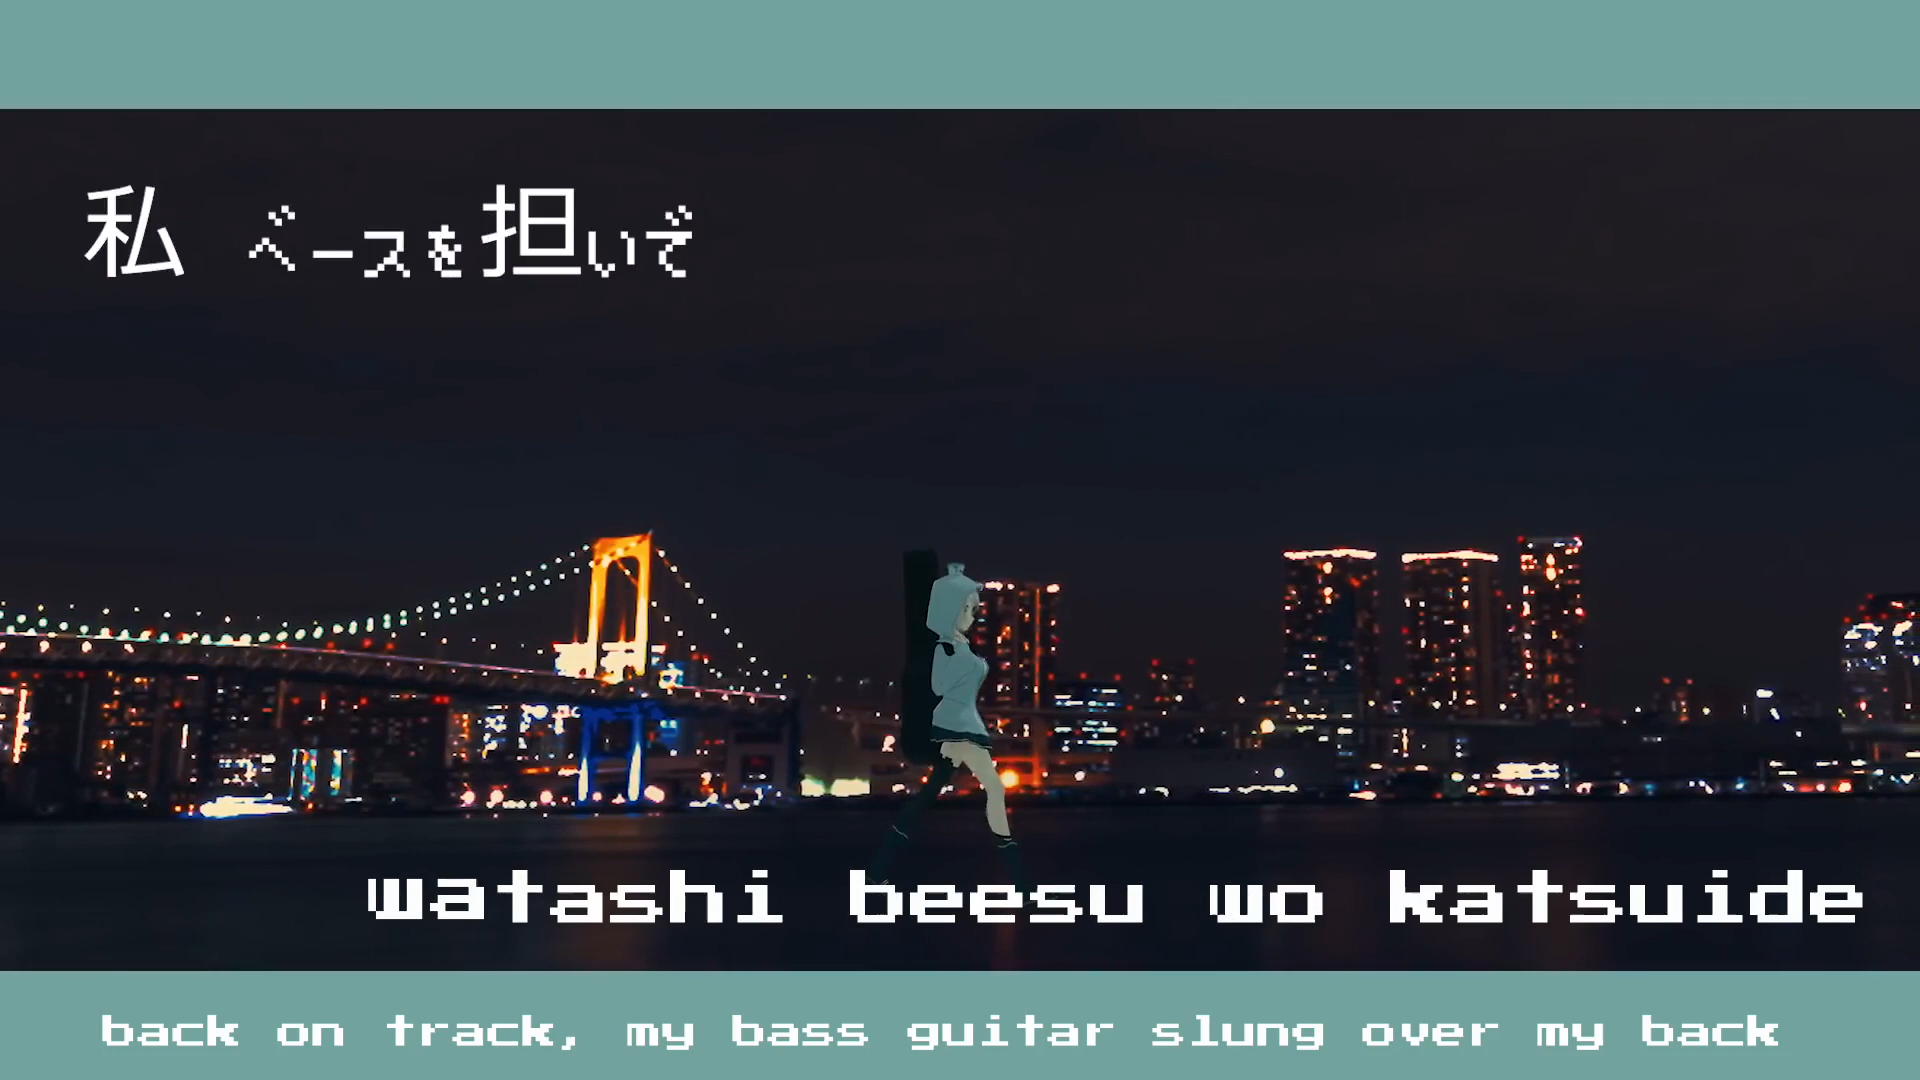 私 ベースを担いで
watashi beesu wo katsuide
back on track, my bass guitar slung over my back